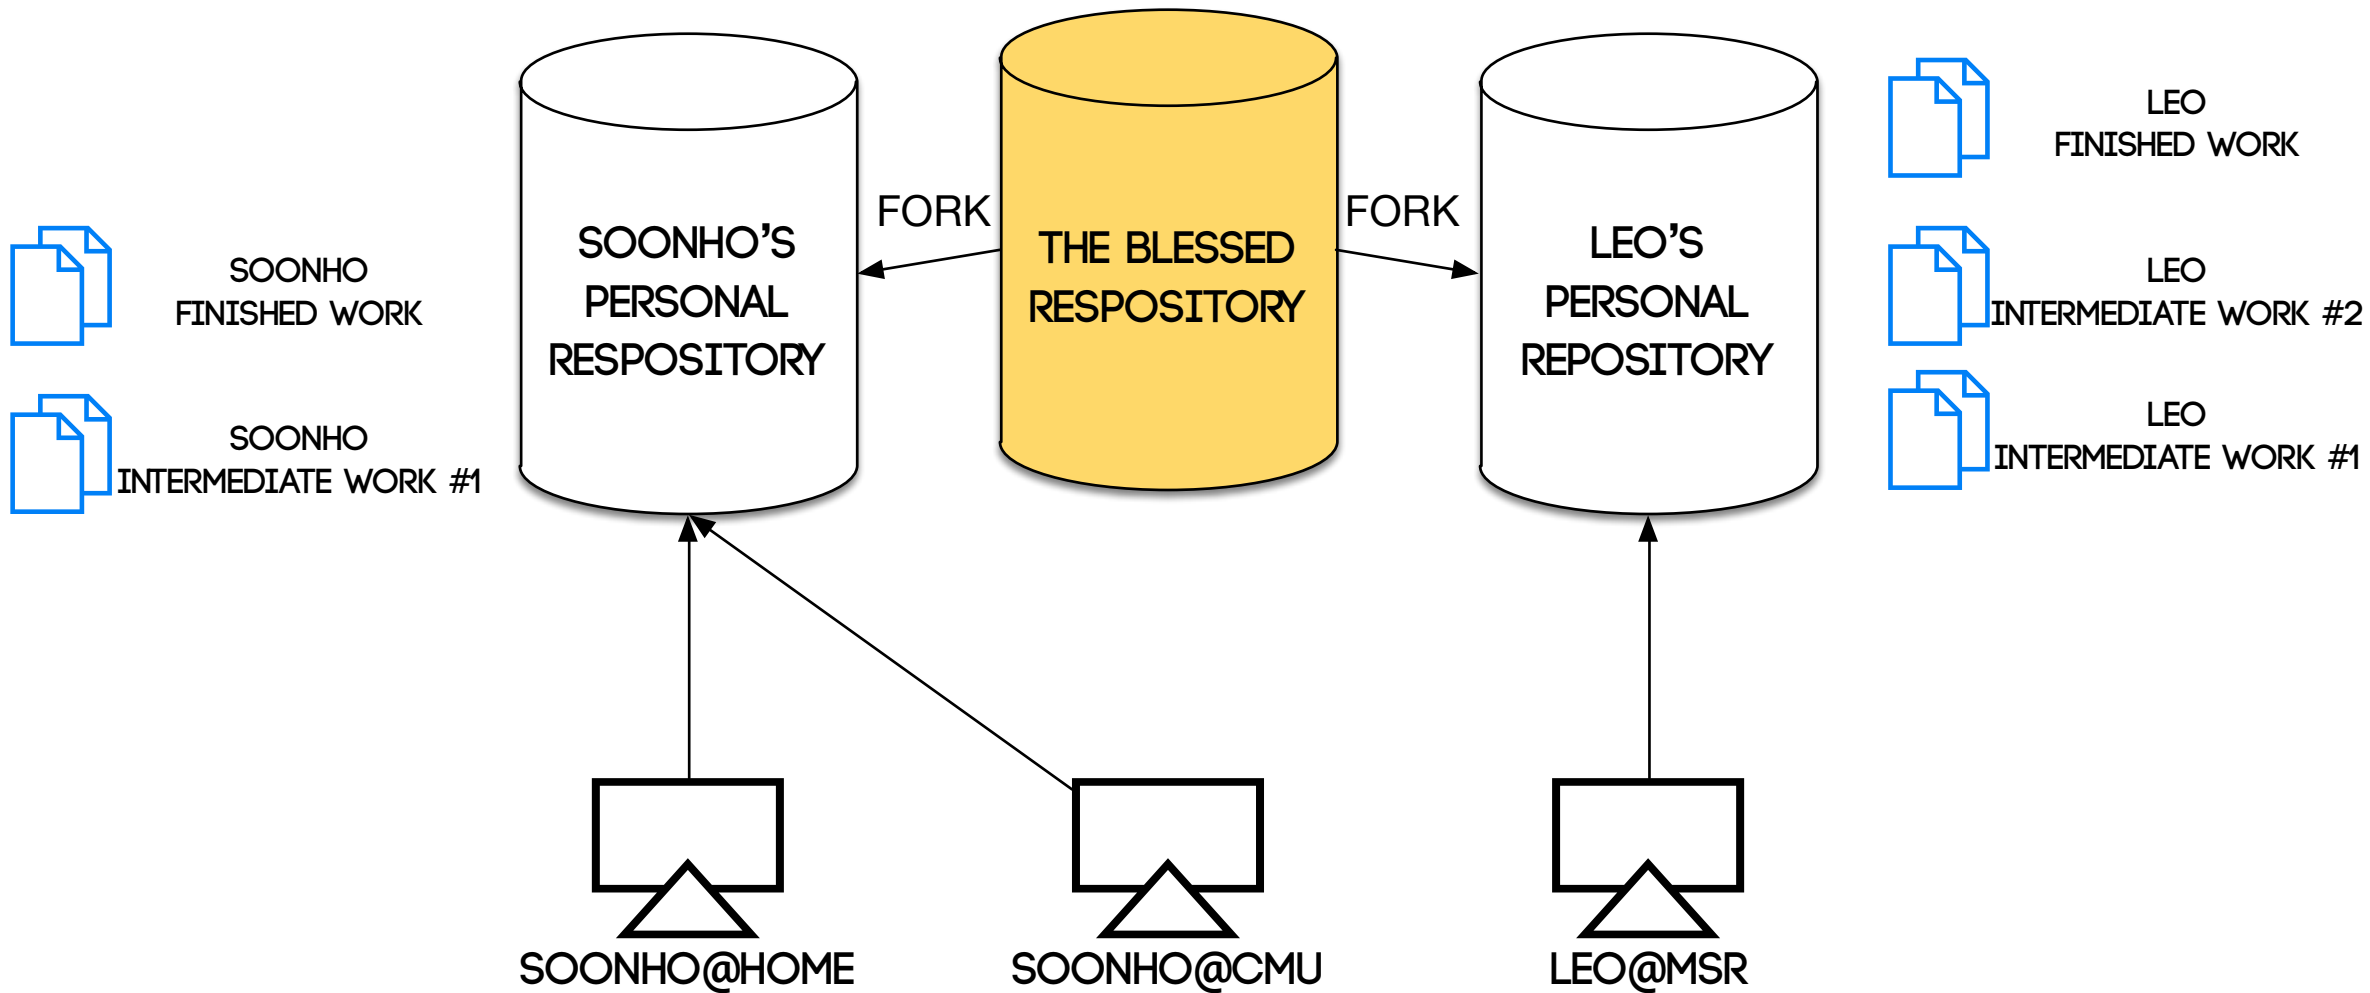 SOONHO
FINISHED WORK
SOONHO
INTERMEDIATE WORK #1
SOONHO'S
PERSONAL
RESPOSITORY
FORK
THE BLESSED
RESPOSITORY
FORK
LEO'S
PERSONAL
REPOSITORY
LEO
FINISHED WORK
LEO
INTERMEDIATE WORK #2
LEO
INTERMEDIATE WORK #1
SOONHO@HOME
SOONHO@CMU
LEO@MSR